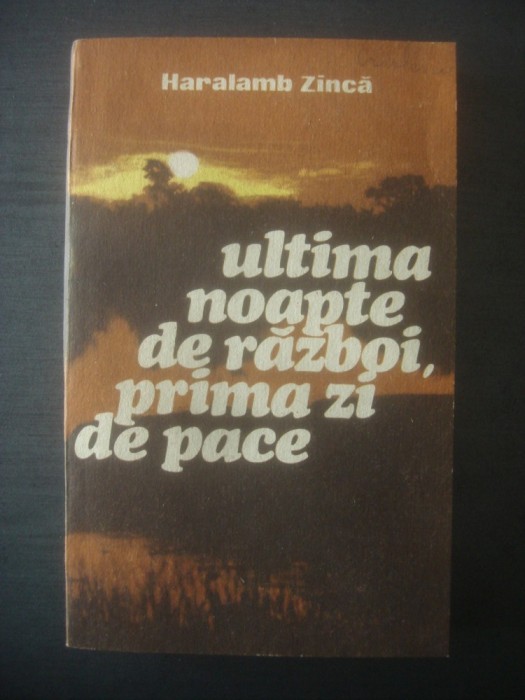 Haralamb Zincă
ultima
noapte
de război,
prima zi
de pace